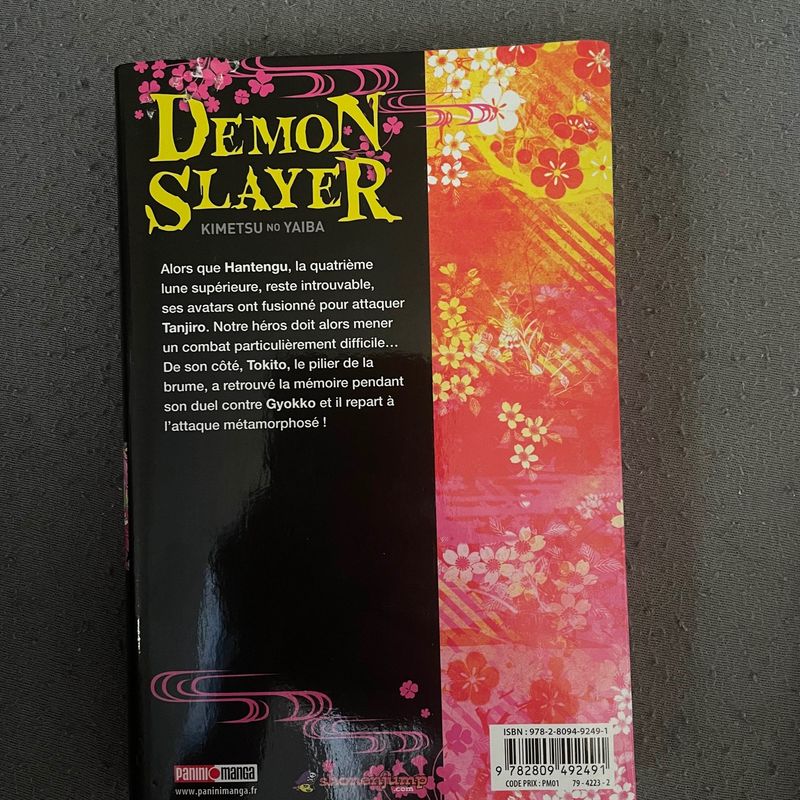 DEMON
SLAYER
KIMETSU NO YAIBA
Alors que Hantengu, la quatrième
lune supérieure, reste introuvable,
ses avatars ont fusionné pour attaquer
Tanjiro. Notre héros doit alors mener
un combat particulièrement difficile...
De son côté, Tokito, le pilier de la
brume, a retrouvé la mémoire pendant
son duel contre Gyokko et il repart à
l'attaque métamorphosé !
ISBN : 978-2-8094-9249-1
9 782809 492491
CODE PRIX : PM01 79 - 4223 - 2
PANINI MANGA
www.paninimanga.fr
shonenjump
.com